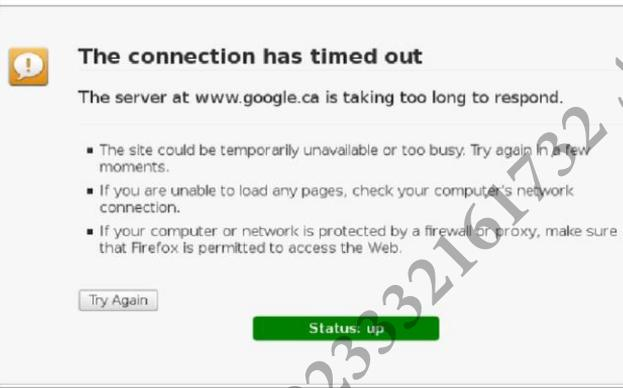 The connection has timed out
The server at www.google.ca is taking too long to respond.
The site could be temporarily unavailable or too busy. Try again in a few
moments.
If you are unable to load any pages, check your computer's network
connection.
If your computer or network is protected by a firewall or proxy, make sure
that Firefox is permitted to access the Web.
Try Again
Status: up